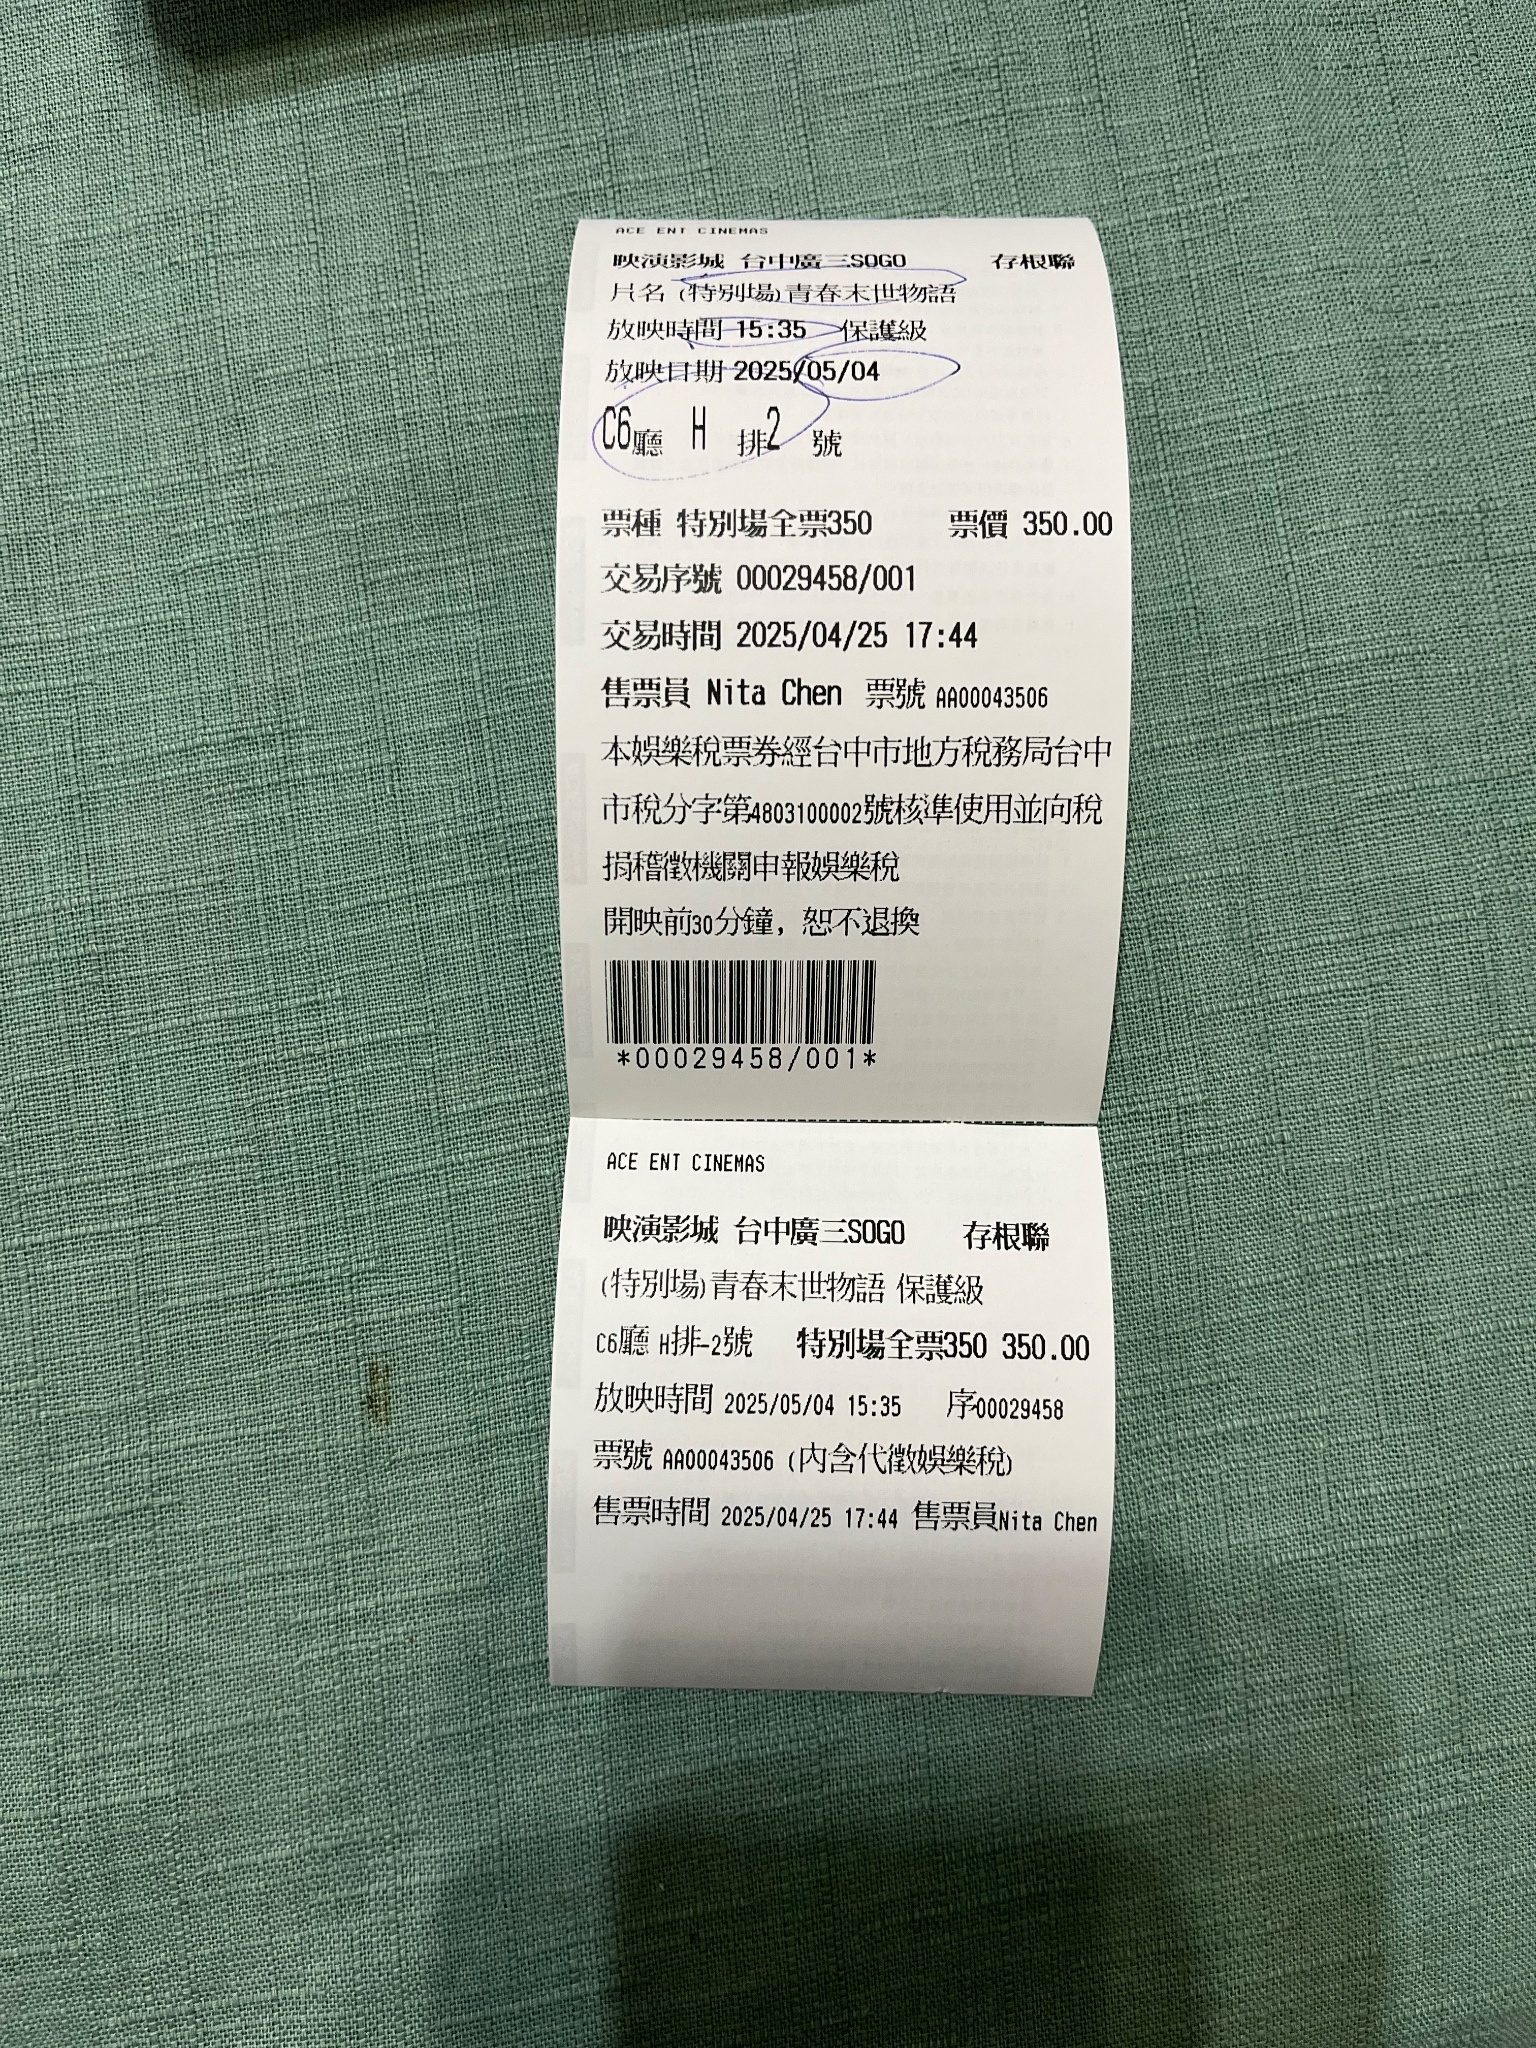 ACE ENT CINEMAS
映演影城 台中廣三SOGO 存根聯
片名 (特別場)青春末世物語
放映時間 15:35 保護級
放映日期 2025/05/04
C6廳 H 排2 號
票種 特別場全票350 票價 350.00
交易序號 00029458/001
交易時間 2025/04/25 17:44
售票員 Nita Chen 票號 AA00043506
本娛樂稅票券經台中市地方稅務局台中
市稅分字第4803100002號核準使用並向稅
捐稽徵機關申報娛樂稅
開映前30分鐘，恕不退換
*00029458/001*
ACE ENT CINEMAS
映演影城 台中廣三SOGO 存根聯
(特別場)青春末世物語 保護級
C6廳 H排-2號 特別場全票350 350.00
放映時間 2025/05/04 15:35 序00029458
票號 AA00043506 (內含代徵娛樂稅)
售票時間 2025/04/25 17:44 售票員Nita Chen